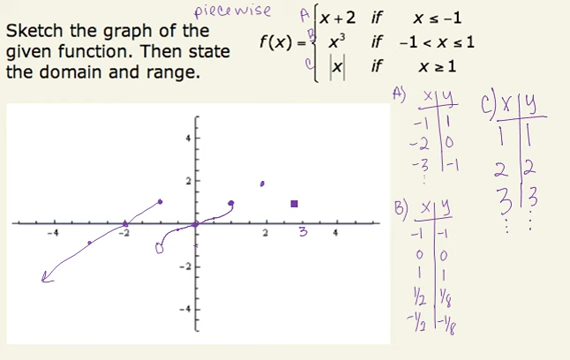 piecewise
Sketch the graph of the
given function. Then state
the domain and range.
f(x) =
A x + 2 if x ≤ -1
B x³ if -1 < x ≤ 1
C |x| if x ≥ 1
A) x y
-1 1
-2 0
-3 -1
⋮
B) x y
-1 -1
0 0
1 1
1/2 1/8
-1/2 -1/8
C) x y
1 1
2 2
3 3
⋮ ⋮
4
2
-4 -2 2 3 4
-2
-4